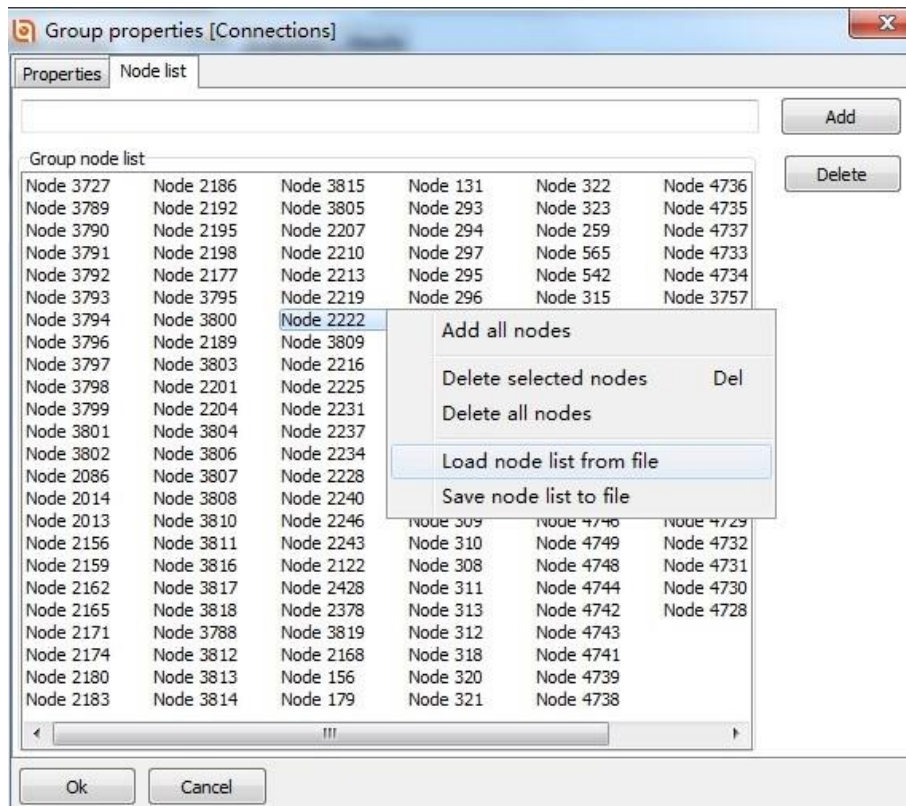 Group properties [Connections]
Properties Node list
Add
Group node list
Delete
Node 3727 Node 2186 Node 3815 Node 131 Node 322 Node 4736
Node 3789 Node 2192 Node 3805 Node 293 Node 323 Node 4735
Node 3790 Node 2195 Node 2207 Node 294 Node 259 Node 4737
Node 3791 Node 2198 Node 2210 Node 297 Node 565 Node 4733
Node 3792 Node 2177 Node 2213 Node 295 Node 542 Node 4734
Node 3793 Node 3795 Node 2219 Node 296 Node 315 Node 3757
Node 3794 Node 3800 Node 2222
Node 3796 Node 2189 Node 3809
Node 3797 Node 3803 Node 2216
Node 3798 Node 2201 Node 2225
Node 3799 Node 2204 Node 2231
Node 3801 Node 3804 Node 2237
Node 3802 Node 3806 Node 2234
Node 2086 Node 3807 Node 2228
Node 2014 Node 3808 Node 2240
Node 2013 Node 3810 Node 2246 Node 309 Node 4746 Node 4729
Node 2156 Node 3811 Node 2243 Node 310 Node 4749 Node 4732
Node 2159 Node 3816 Node 2122 Node 308 Node 4748 Node 4731
Node 2162 Node 3817 Node 2428 Node 311 Node 4744 Node 4730
Node 2165 Node 3818 Node 2378 Node 313 Node 4742 Node 4728
Node 2171 Node 3788 Node 3819 Node 312 Node 4743
Node 2174 Node 3812 Node 2168 Node 318 Node 4741
Node 2180 Node 3813 Node 156 Node 320 Node 4739
Node 2183 Node 3814 Node 179 Node 321 Node 4738
Add all nodes
Delete selected nodes Del
Delete all nodes
Load node list from file
Save node list to file
Ok Cancel